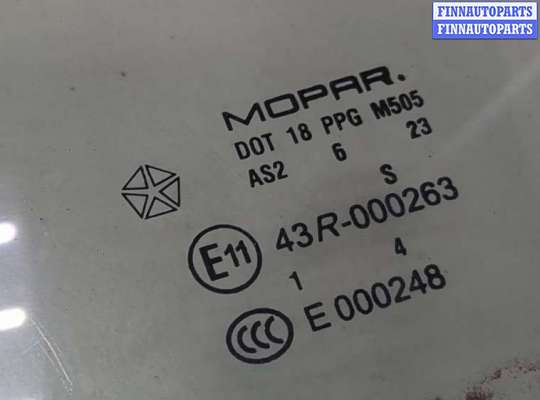 FINNAUTOPARTS
FINNAUTOPARTS
MOPAR.
DOT 18 PPG M505
AS2 6 23
S
E11 43R-000263
1 4
CCC E 000248